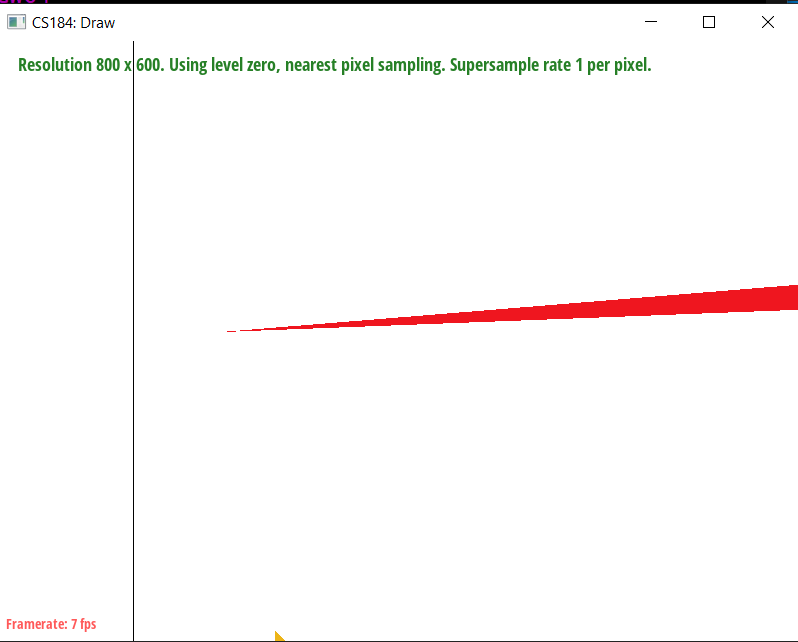 CS184: Draw
Resolution 800 x 600. Using level zero, nearest pixel sampling. Supersample rate 1 per pixel.
Framerate: 7 fps